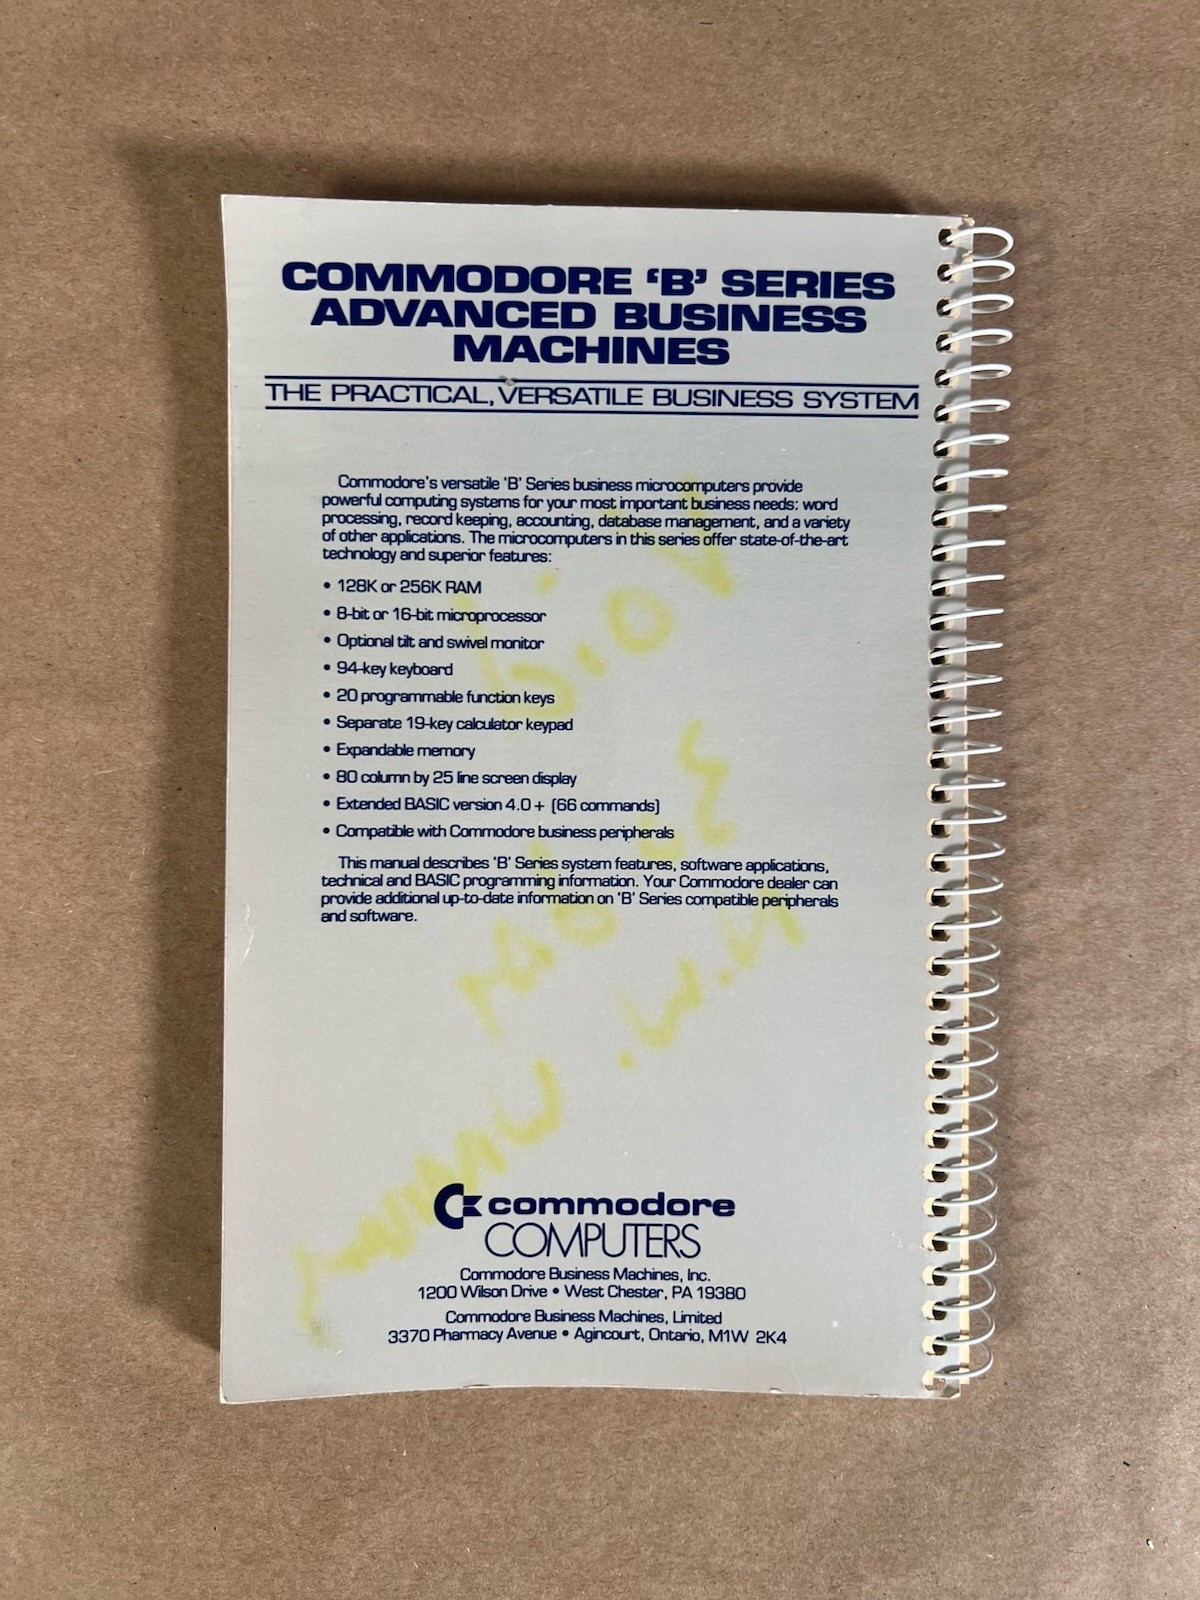 COMMODORE 'B' SERIES
ADVANCED BUSINESS
MACHINES
THE PRACTICAL, VERSATILE BUSINESS SYSTEM
Commodore's versatile 'B' Series business microcomputers provide
powerful computing systems for your most important business needs: word
processing, record keeping, accounting, database management, and a variety
of other applications. The microcomputers in this series offer state-of-the-art
technology and superior features:
• 128K or 256K RAM
• 8-bit or 16-bit microprocessor
• Optional tilt and swivel monitor
• 94-key keyboard
• 20 programmable function keys
• Separate 19-key calculator keypad
• Expandable memory
• 80 column by 25 line screen display
• Extended BASIC version 4.0 + (66 commands)
• Compatible with Commodore business peripherals
This manual describes 'B' Series system features, software applications,
technical and BASIC programming information. Your Commodore dealer can
provide additional up-to-date information on 'B' Series compatible peripherals
and software.
commodore
COMPUTERS
Commodore Business Machines, Inc.
1200 Wilson Drive • West Chester, PA 19380
Commodore Business Machines, Limited
3370 Pharmacy Avenue • Agincourt, Ontario, M1W 2K4